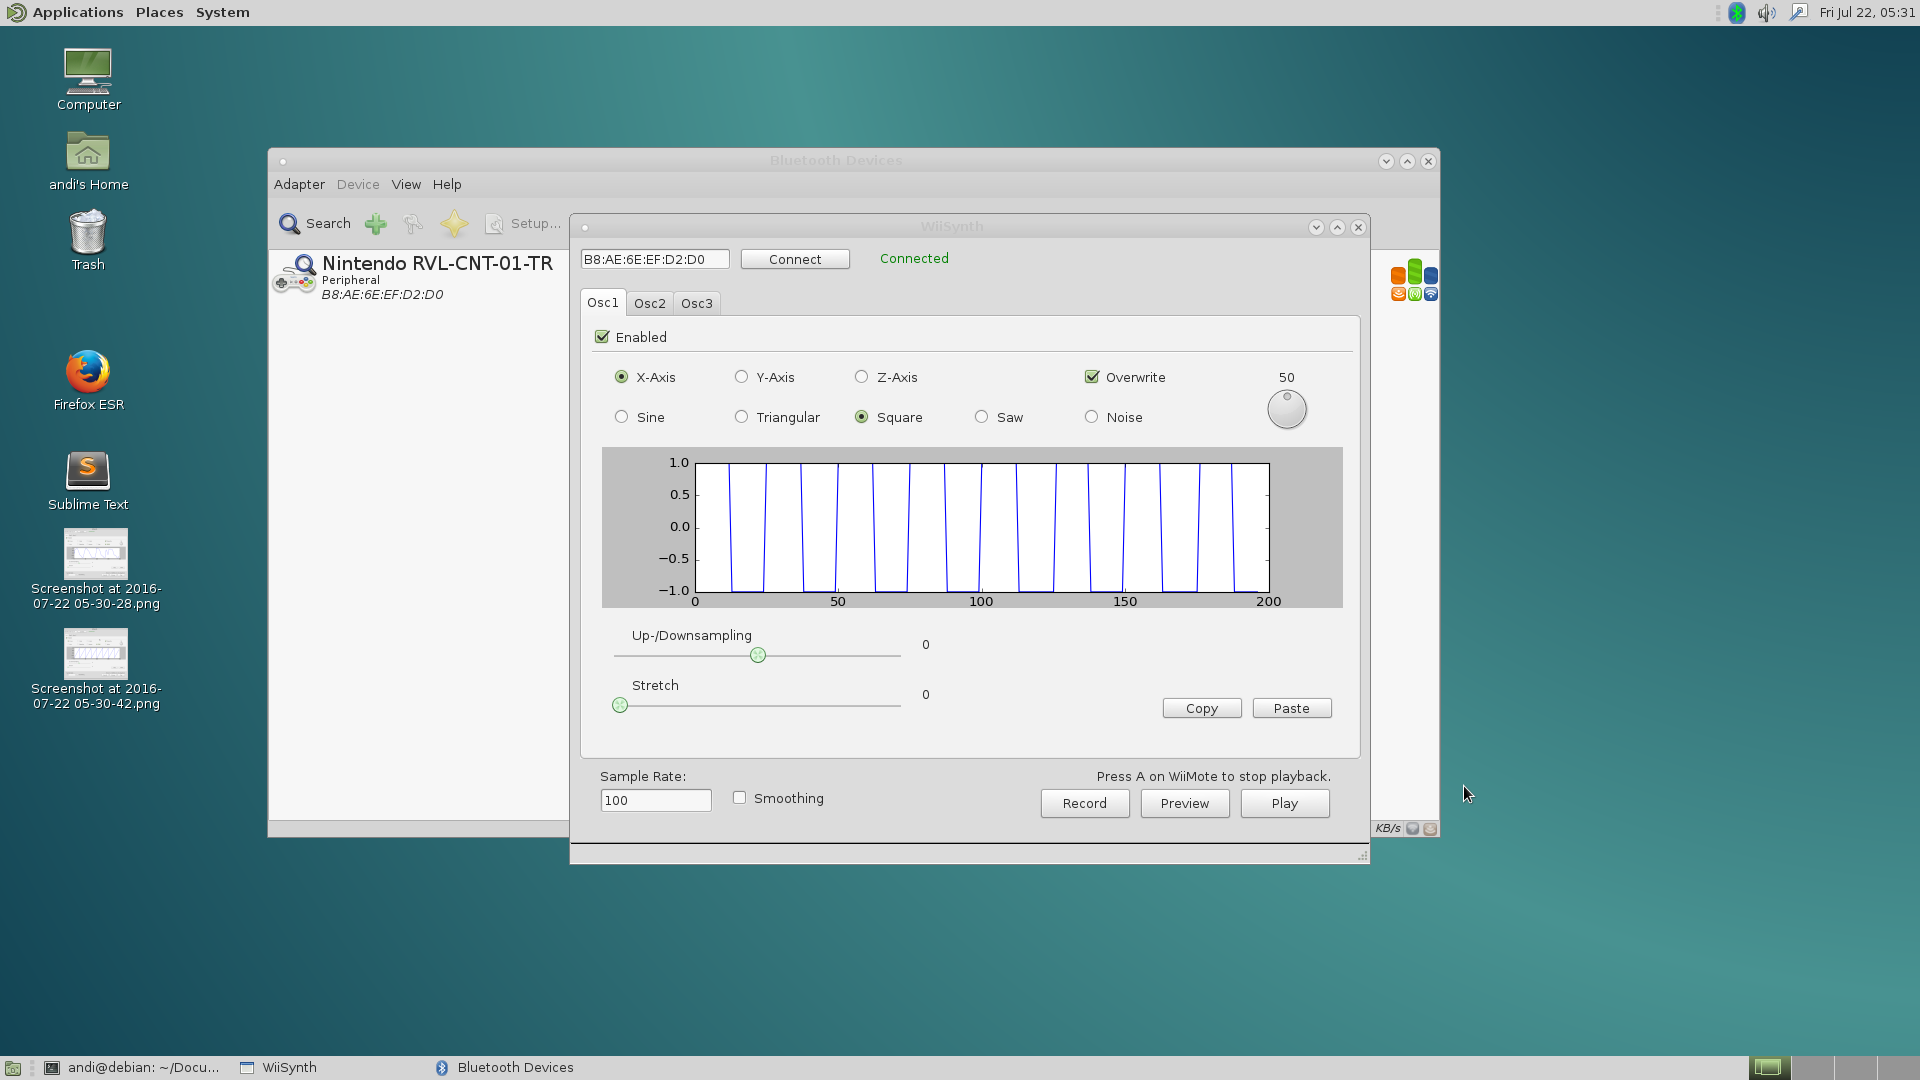 Applications Places System
Fri Jul 22, 05:31
Computer
andi's Home
Trash
Firefox ESR
Sublime Text
Screenshot at 2016-
07-22 05-30-28.png
Screenshot at 2016-
07-22 05-30-42.png
Bluetooth Devices
Adapter Device View Help
Search Setup...
Nintendo RVL-CNT-01-TR
Peripheral
B8:AE:6E:EF:D2:D0
KB/s
WiiSynth
B8:AE:6E:EF:D2:D0 Connect Connected
Osc1 Osc2 Osc3
Enabled
X-Axis Y-Axis Z-Axis Overwrite 50
Sine Triangular Square Saw Noise
1.0
0.5
0.0
−0.5
−1.0
0 50 100 150 200
Up-/Downsampling
0
Stretch
0
Copy Paste
Sample Rate: Press A on WiiMote to stop playback.
100 Smoothing Record Preview Play
andi@debian: ~/Docu... WiiSynth Bluetooth Devices